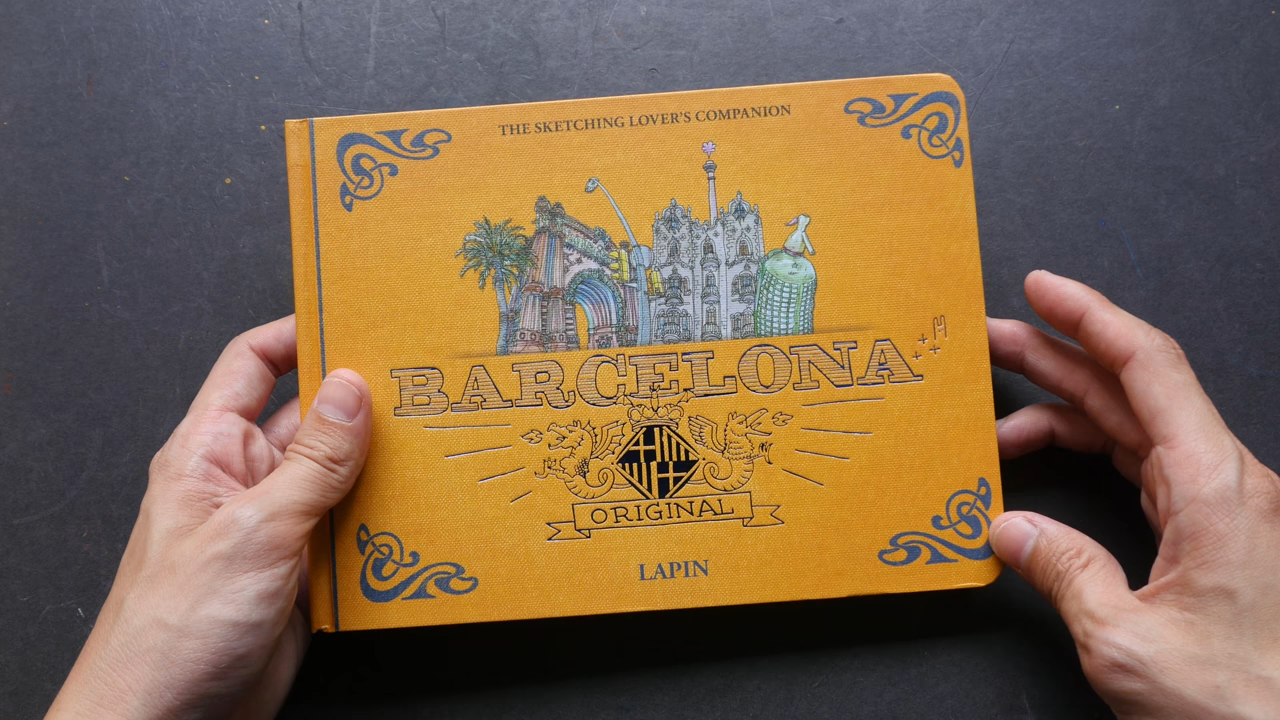 THE SKETCHING LOVER'S COMPANION
BARCELONA
ORIGINAL
LAPIN